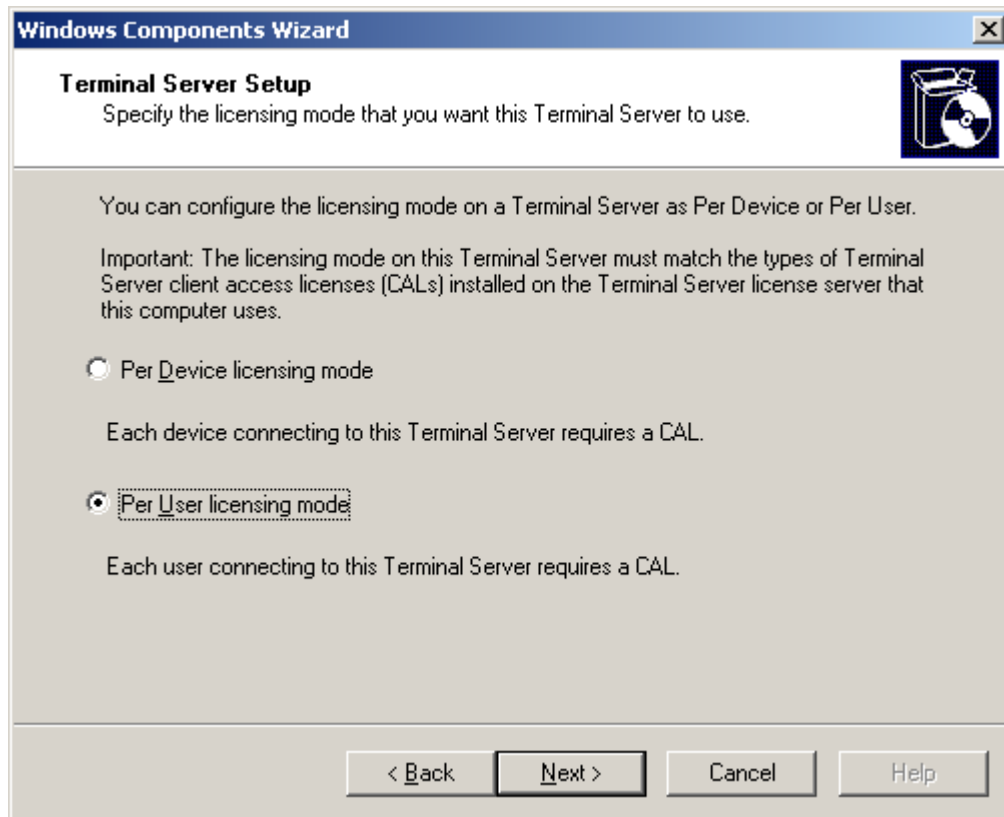 Windows Components Wizard
Terminal Server Setup
Specify the licensing mode that you want this Terminal Server to use.
You can configure the licensing mode on a Terminal Server as Per Device or Per User.
Important: The licensing mode on this Terminal Server must match the types of Terminal
Server client access licenses (CALs) installed on the Terminal Server license server that
this computer uses.
Per Device licensing mode
Each device connecting to this Terminal Server requires a CAL.
Per User licensing mode
Each user connecting to this Terminal Server requires a CAL.
< Back Next > Cancel Help